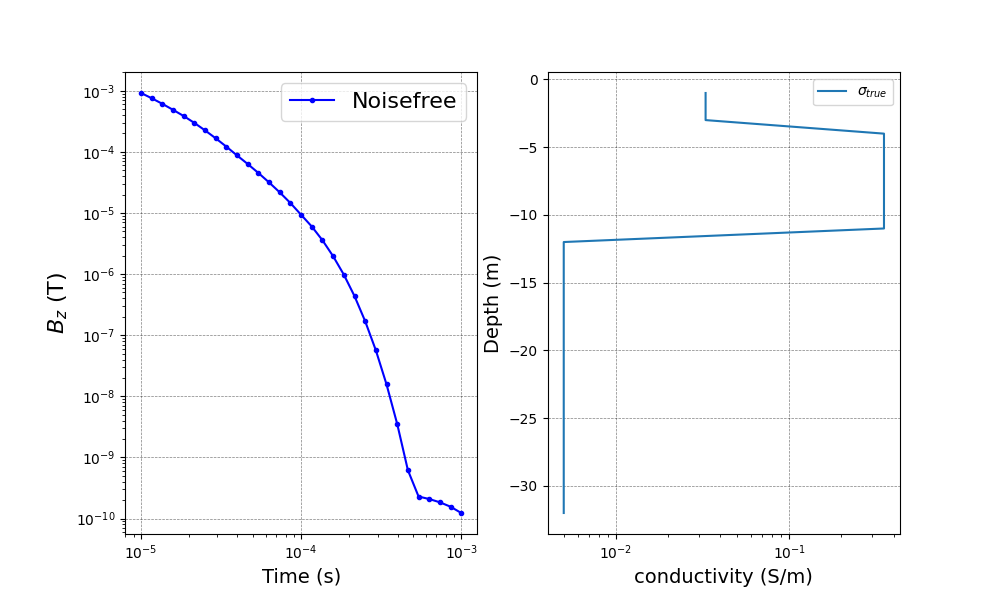 Noisefree
10⁻³
10⁻⁴
10⁻⁵
10⁻⁶
10⁻⁷
10⁻⁸
10⁻⁹
10⁻¹⁰
B_z (T)
10⁻⁵ 10⁻⁴ 10⁻³
Time (s)
σ_true
0
−5
−10
−15
−20
−25
−30
Depth (m)
10⁻² 10⁻¹
conductivity (S/m)